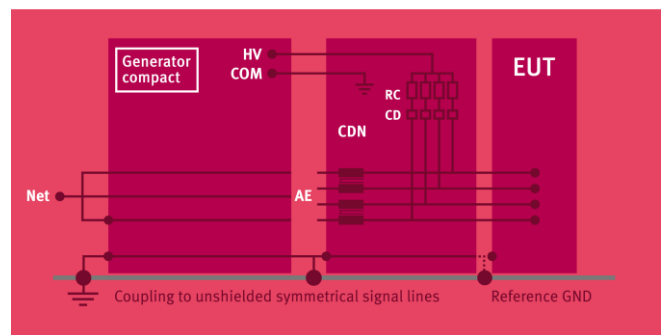 Generator
compact
HV
COM
EUT
RC
CD
CDN
Net
AE
Coupling to unshielded symmetrical signal lines
Reference GND